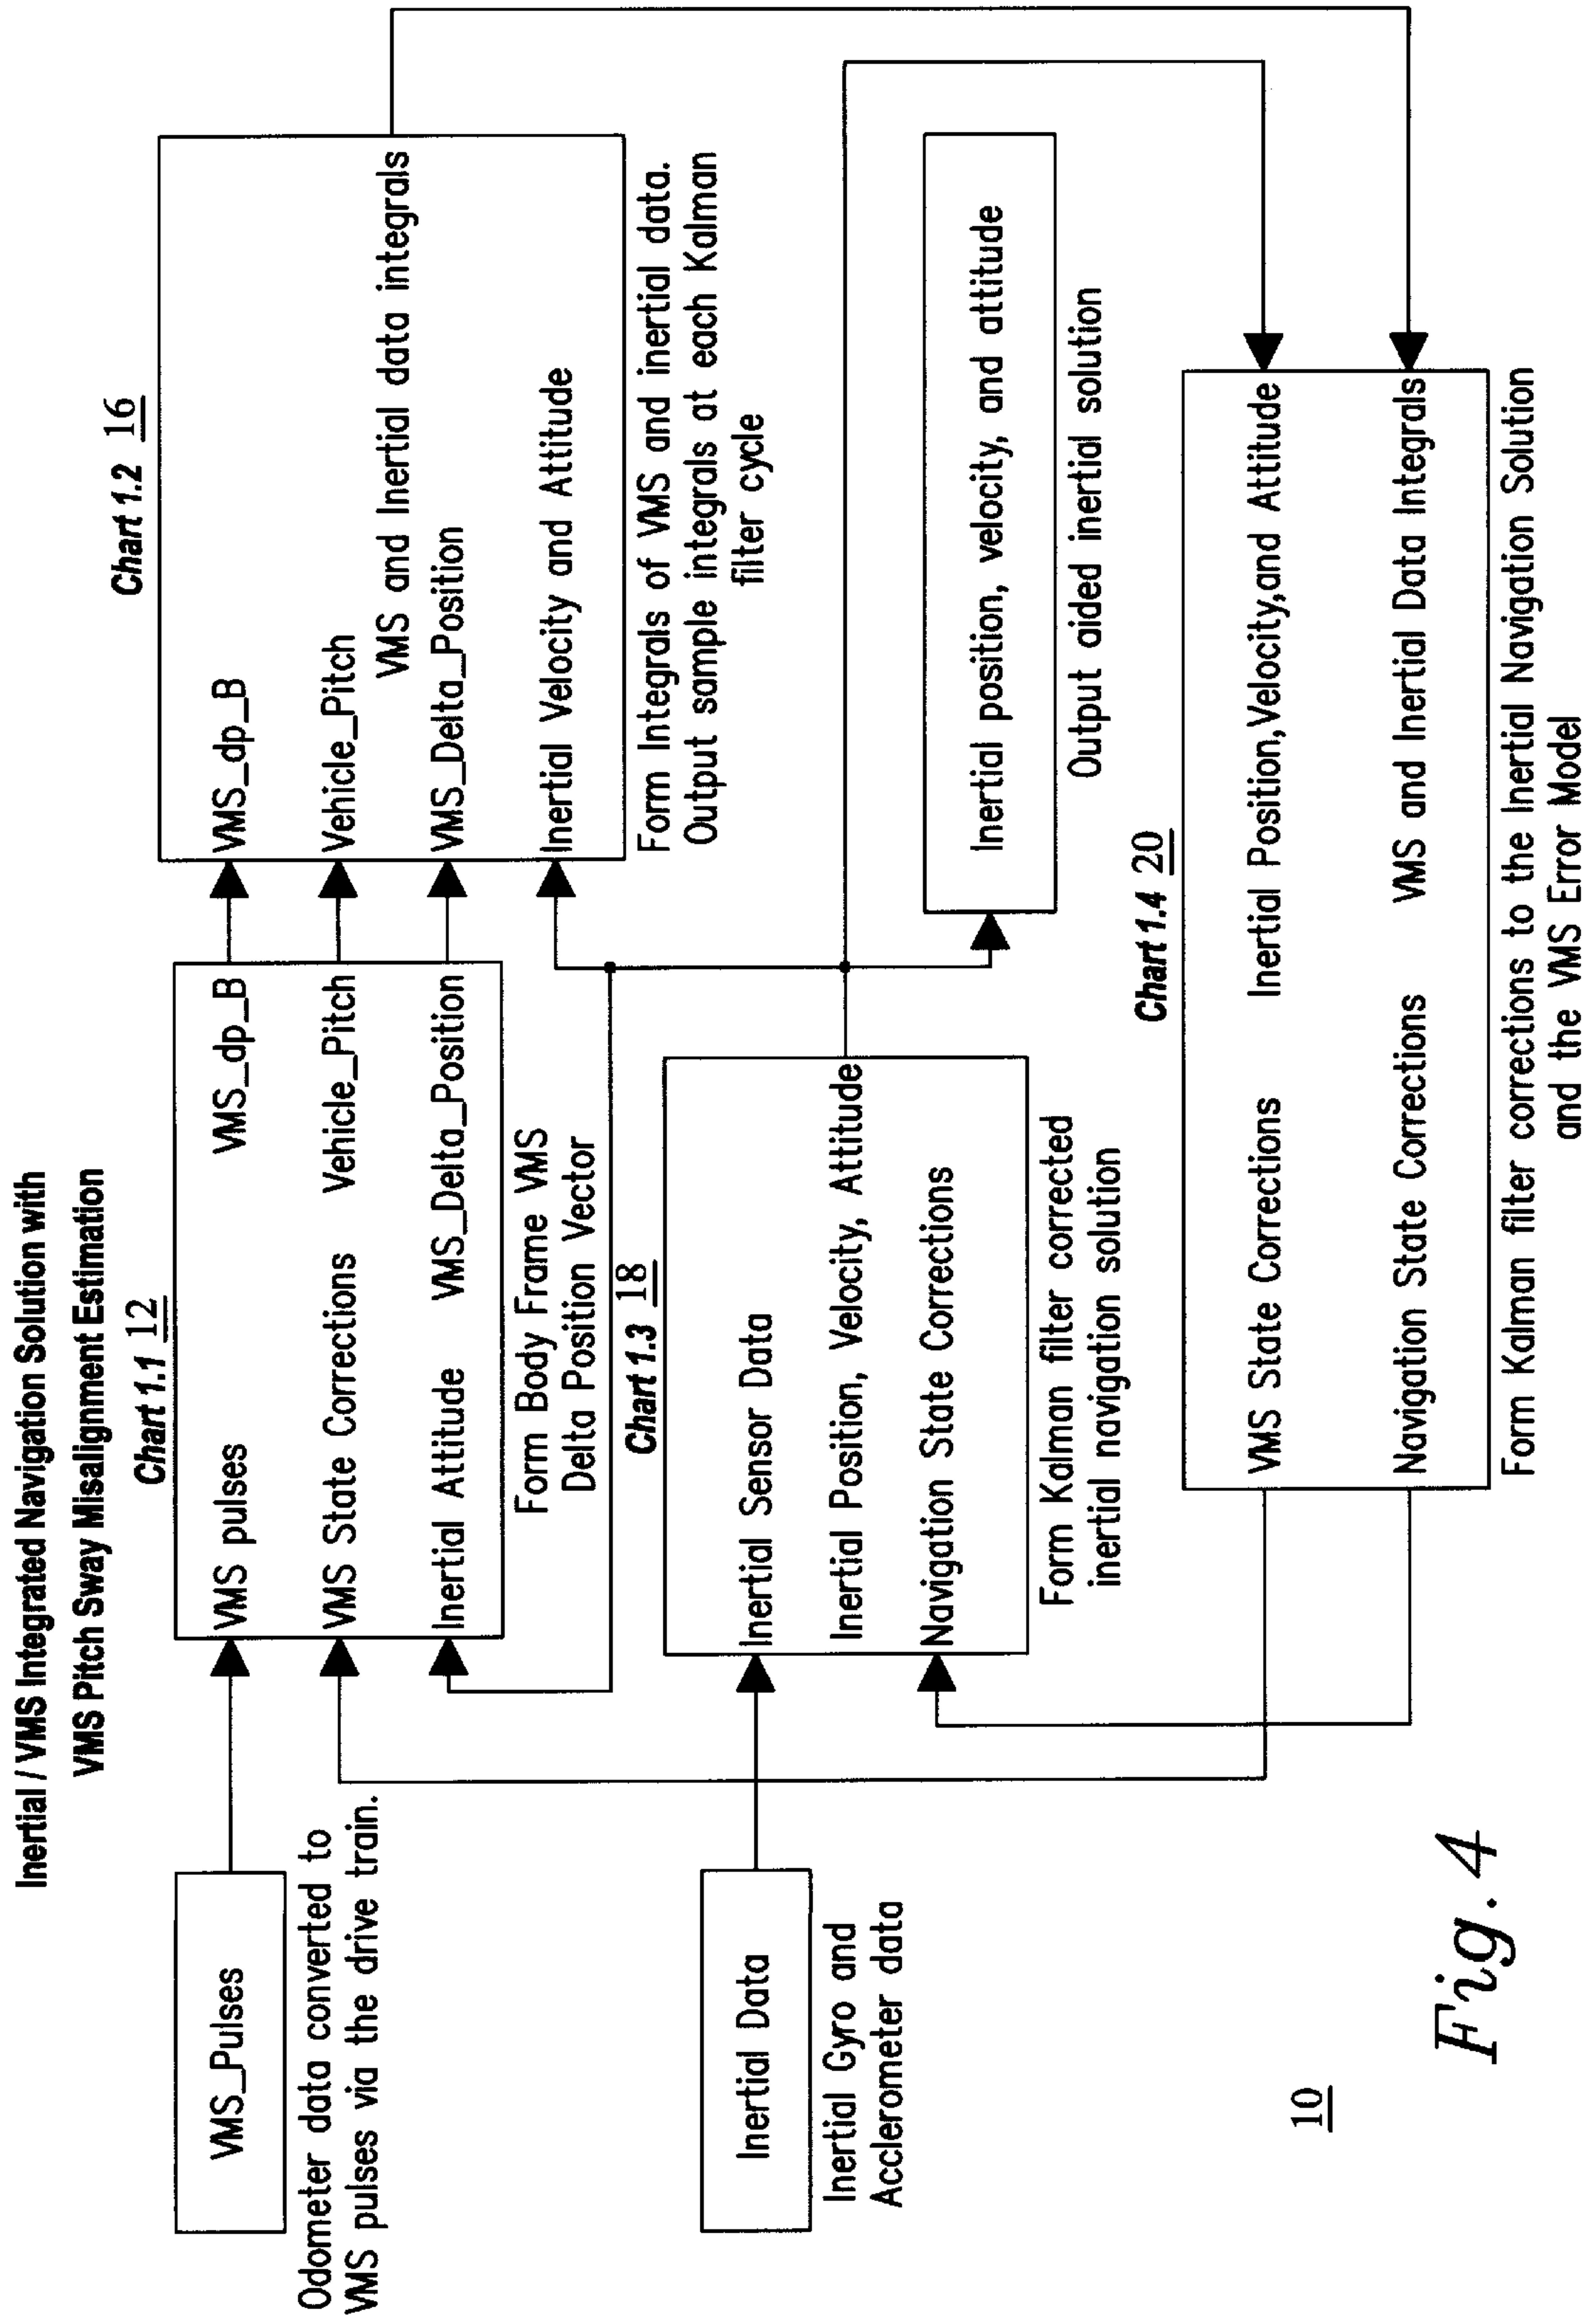 Inertial / VMS Integrated Navigation Solution with
VMS Pitch Sway Misalignment Estimation
VMS_Pulses
Odometer data converted to
VMS pulses via the drive train.
Chart 1.1 12
VMS pulses
VMS_dp_B
VMS State Corrections
Vehicle_Pitch
Inertial Attitude
VMS_Delta_Position
Form Body Frame VMS
Delta Position Vector
Chart 1.2 16
VMS_dp_B
Vehicle_Pitch
VMS and Inertial data integrals
VMS_Delta_Position
Inertial Velocity and Attitude
Form Integrals of VMS and inertial data.
Output sample integrals at each Kalman
filter cycle
Inertial Data
Inertial Gyro and
Acclerometer data
Chart 1.3 18
Inertial Sensor Data
Inertial Position, Velocity, Attitude
Navigation State Corrections
Form Kalman filter corrected
inertial navigation solution
Inertial position, velocity, and attitude
Output aided inertial solution
Chart 1.4 20
VMS State Corrections
Inertial Position,Velocity,and Attitude
Navigation State Corrections
VMS and Inertial Data Integrals
Form Kalman filter corrections to the Inertial Navigation Solution
and the VMS Error Model
10
Fig. 4